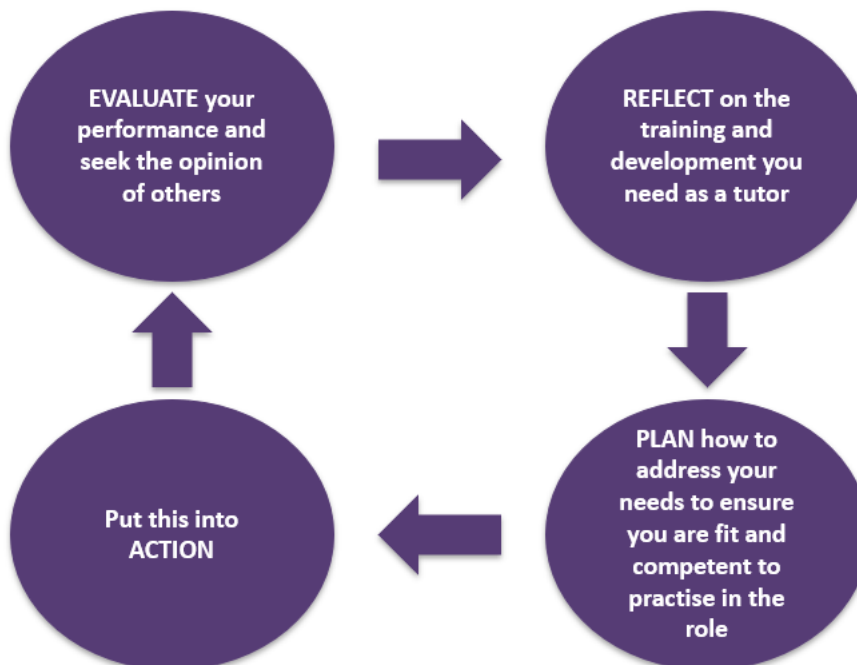 EVALUATE your
performance and
seek the opinion
of others
REFLECT on the
training and
development you
need as a tutor
PLAN how to
address your
needs to ensure
you are fit and
competent to
practise in the
role
Put this into
ACTION